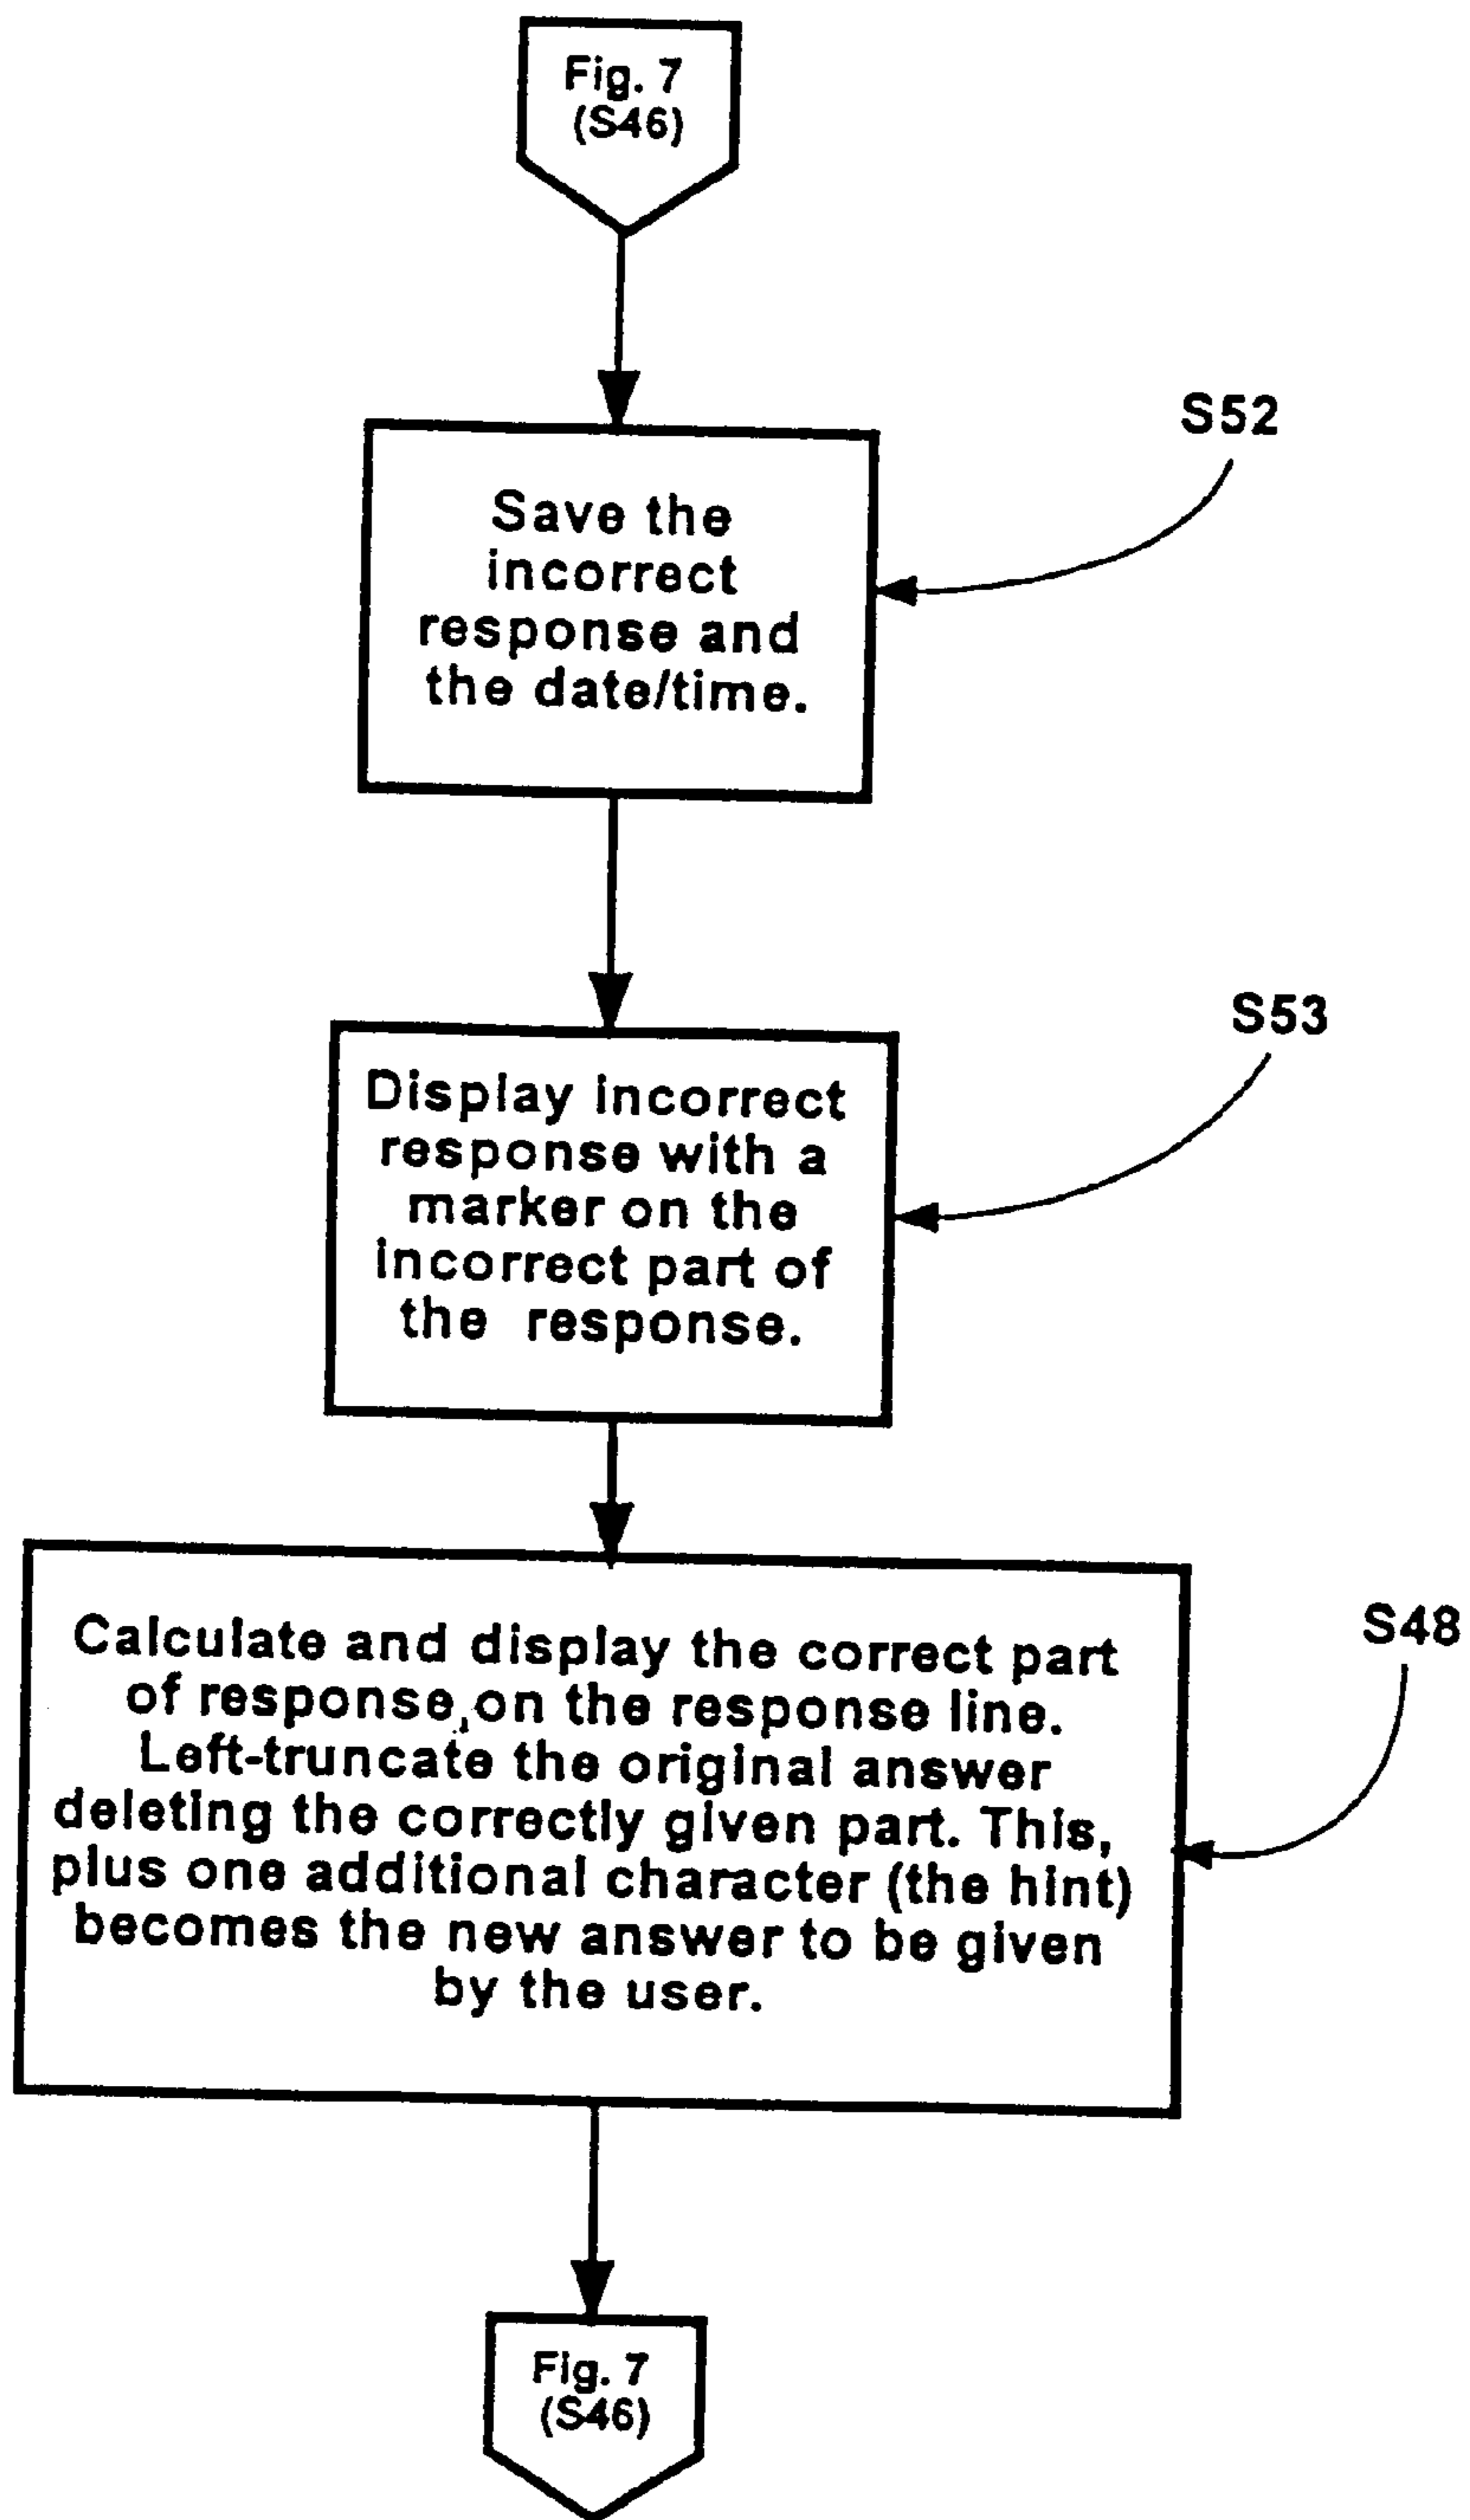 Fig. 7
(S46)
S52
Save the
incorrect
response and
the date/time.
S53
Display incorrect
response with a
marker on the
incorrect part of
the response.
S48
Calculate and display the correct part
of response, on the response line.
Left-truncate the original answer
deleting the correctly given part. This,
plus one additional character (the hint)
becomes the new answer to be given
by the user.
Fig. 7
(S46)